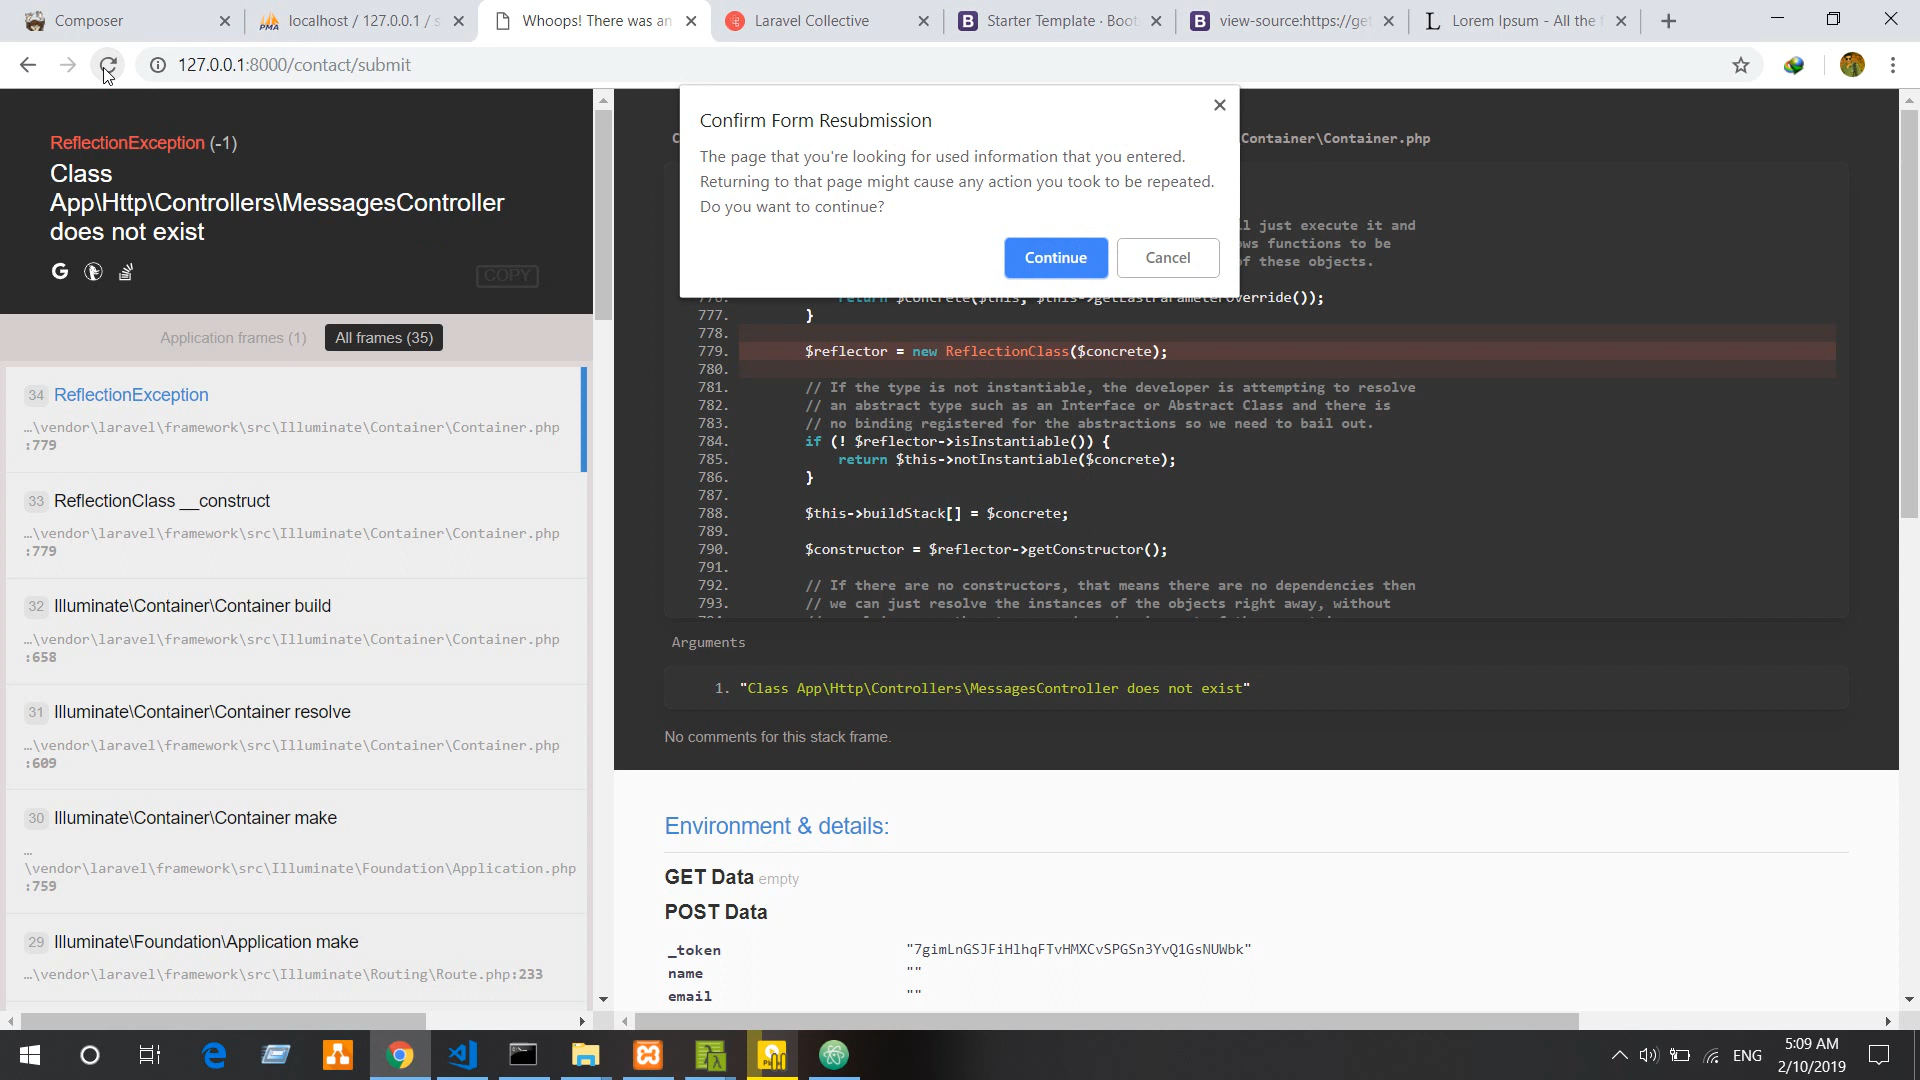 Composer
localhost / 127.0.0.1 / s
Whoops! There was an
Laravel Collective
Starter Template · Boot
view-source:https://get
Lorem Ipsum - All the f
127.0.0.1:8000/contact/submit
ReflectionException (-1)
Class
App\Http\Controllers\MessagesController
does not exist
COPY
Application frames (1)
All frames (35)
34 ReflectionException
…\vendor\laravel\framework\src\Illuminate\Container\Container.php
:779
33 ReflectionClass __construct
…\vendor\laravel\framework\src\Illuminate\Container\Container.php
:779
32 Illuminate\Container\Container build
…\vendor\laravel\framework\src\Illuminate\Container\Container.php
:658
31 Illuminate\Container\Container resolve
…\vendor\laravel\framework\src\Illuminate\Container\Container.php
:609
30 Illuminate\Container\Container make
…
\vendor\laravel\framework\src\Illuminate\Foundation\Application.php
:759
29 Illuminate\Foundation\Application make
…\vendor\laravel\framework\src\Illuminate\Routing\Route.php:233
Confirm Form Resubmission
The page that you're looking for used information that you entered.
Returning to that page might cause any action you took to be repeated.
Do you want to continue?
Continue
Cancel
Container\Container.php
just execute it and
functions to be
of these objects.
777. }
778.
779. $reflector = new ReflectionClass($concrete);
780.
781. // If the type is not instantiable, the developer is attempting to resolve
782. // an abstract type such as an Interface or Abstract Class and there is
783. // no binding registered for the abstractions so we need to bail out.
784. if (! $reflector->isInstantiable()) {
785. return $this->notInstantiable($concrete);
786. }
787.
788. $this->buildStack[] = $concrete;
789.
790. $constructor = $reflector->getConstructor();
791.
792. // If there are no constructors, that means there are no dependencies then
793. // we can just resolve the instances of the objects right away, without
Arguments
1. "Class App\Http\Controllers\MessagesController does not exist"
No comments for this stack frame.
Environment & details:
GET Data empty
POST Data
_token "7gimLnGSJFiHlhqFTvHMXCvSPGSn3YvQ1GsNUWbk"
name ""
email ""
ENG
5:09 AM
2/10/2019